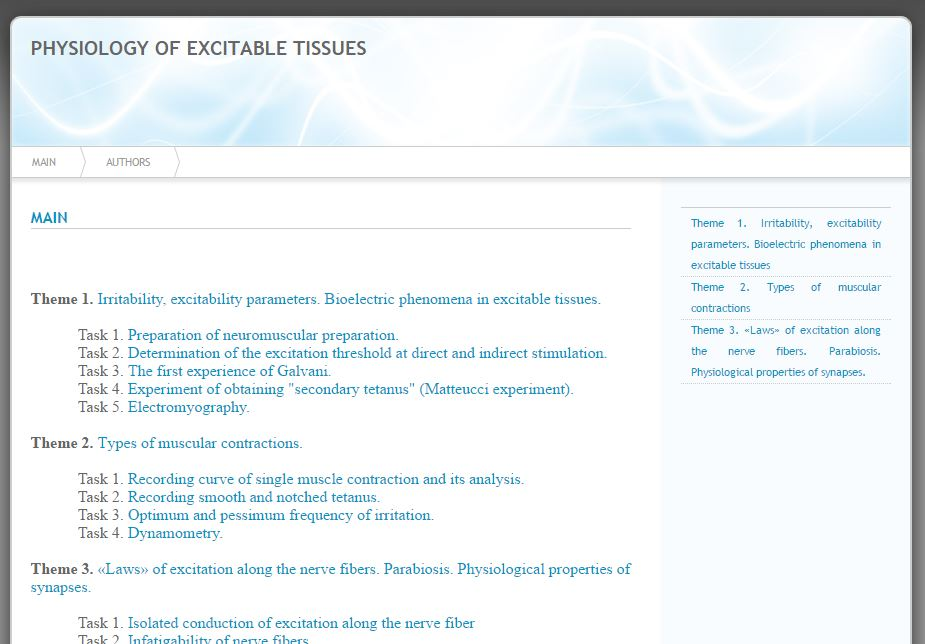 PHYSIOLOGY OF EXCITABLE TISSUES
MAIN
AUTHORS
MAIN
Theme 1. Irritability, excitability parameters. Bioelectric phenomena in excitable tissues.
Task 1. Preparation of neuromuscular preparation.
Task 2. Determination of the excitation threshold at direct and indirect stimulation.
Task 3. The first experience of Galvani.
Task 4. Experiment of obtaining "secondary tetanus" (Matteucci experiment).
Task 5. Electromyography.
Theme 2. Types of muscular contractions.
Task 1. Recording curve of single muscle contraction and its analysis.
Task 2. Recording smooth and notched tetanus.
Task 3. Optimum and pessimum frequency of irritation.
Task 4. Dynamometry.
Theme 3. «Laws» of excitation along the nerve fibers. Parabiosis. Physiological properties of
synapses.
Task 1. Isolated conduction of excitation along the nerve fiber
Task 2. Infatigability of nerve fibers.
Theme 1. Irritability, excitability
parameters. Bioelectric phenomena in
excitable tissues
Theme 2. Types of muscular
contractions
Theme 3. «Laws» of excitation along
the nerve fibers. Parabiosis.
Physiological properties of synapses.